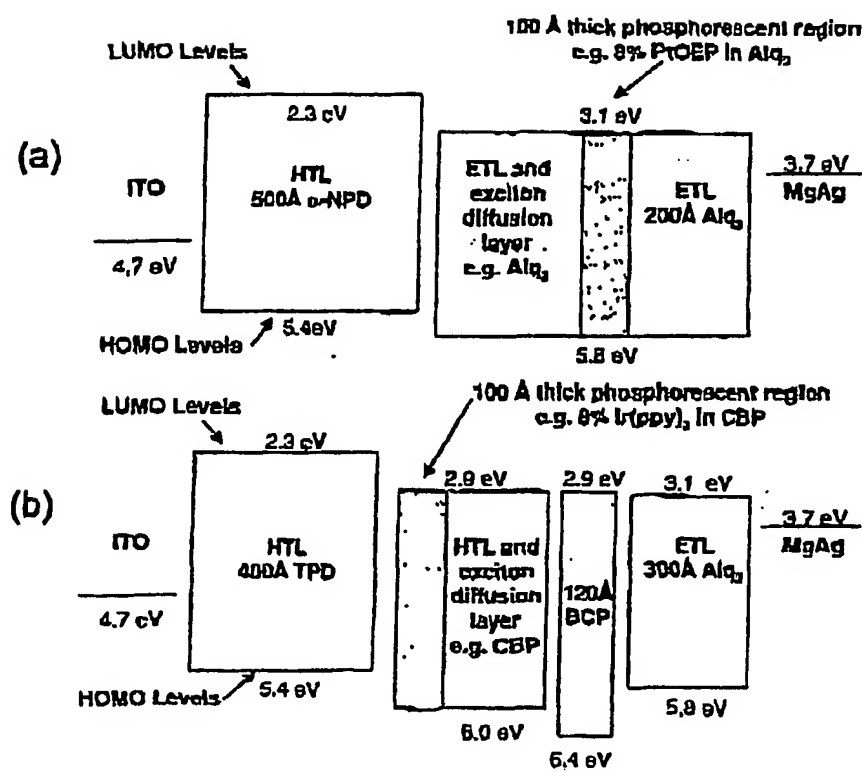 100 Å thick phosphorescent region
e.g. 8% PtOEP in Alq3
LUMO Levels
2.3 eV
3.1 eV
(a)
ITO
HTL
500Å α-NPD
ETL and
exciton
diffusion
layer
e.g. Alq3
ETL
200Å Alq3
3.7 eV
MgAg
4.7 eV
HOMO Levels
5.4eV
5.8 eV
100 Å thick phosphorescent region
e.g. 8% Ir(ppy)3 in CBP
LUMO Levels
2.3 eV
2.9 eV
2.9 eV
3.1 eV
(b)
ITO
HTL
400Å TPD
HTL and
exciton
diffusion
layer
e.g. CBP
120Å
BCP
ETL
300Å Alq3
3.7 eV
MgAg
4.7 eV
HOMO Levels
5.4 eV
6.0 eV
6.4 eV
5.8 eV